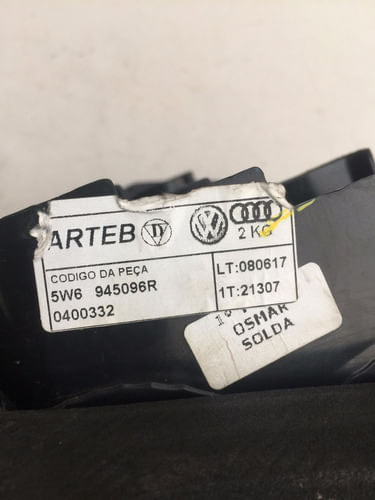 ARTEB
2 KG
CODIGO DA PEÇA
5W6 945096R
0400332
LT:080617
1T:21307
OSMAR
SOLDA